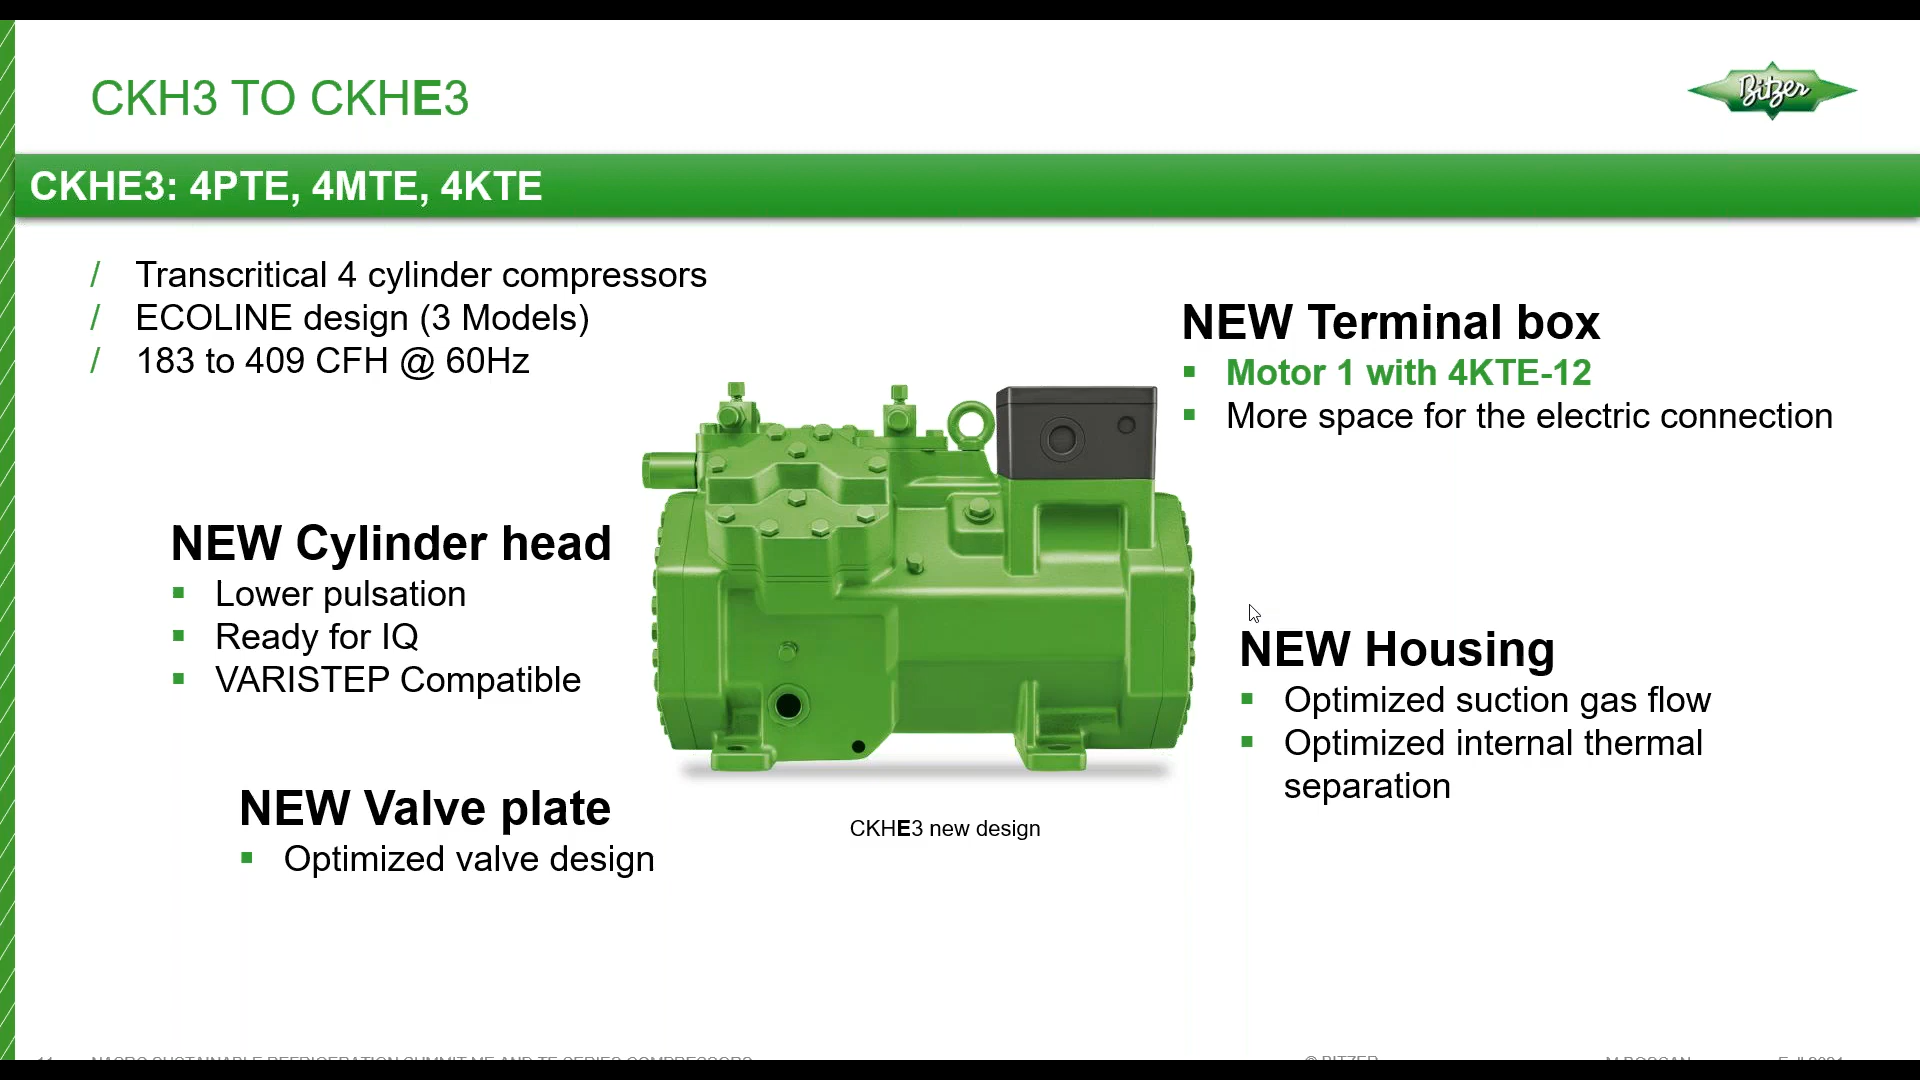 CKH3 TO CKHE3
Bitzer
CKHE3: 4PTE, 4MTE, 4KTE
/ Transcritical 4 cylinder compressors
/ ECOLINE design (3 Models)
/ 183 to 409 CFH @ 60Hz
NEW Terminal box
Motor 1 with 4KTE-12
More space for the electric connection
NEW Cylinder head
Lower pulsation
Ready for IQ
VARISTEP Compatible
NEW Housing
Optimized suction gas flow
Optimized internal thermal
separation
NEW Valve plate
Optimized valve design
CKHE3 new design
© BITZER